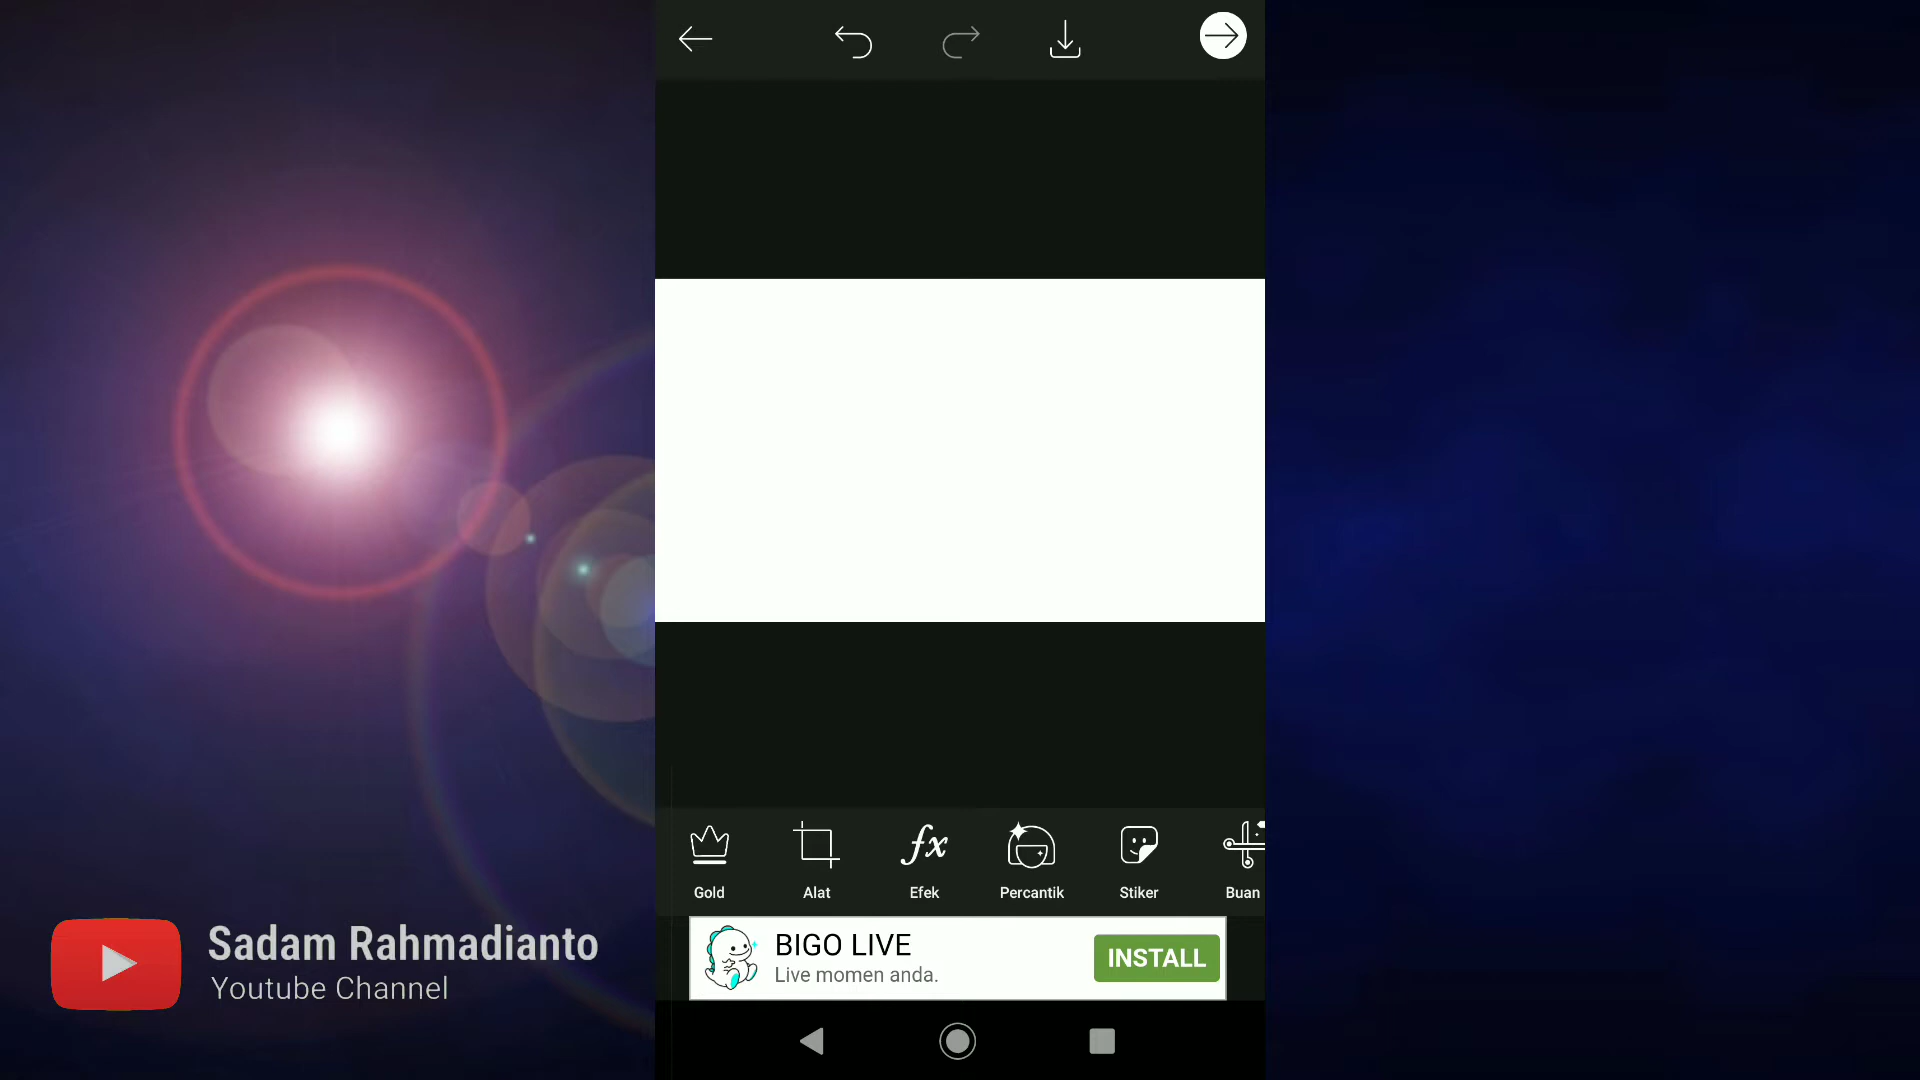 Gold
Alat
Efek
Percantik
Stiker
Buan
BIGO LIVE
Live momen anda.
INSTALL
Sadam Rahmadianto
Youtube Channel